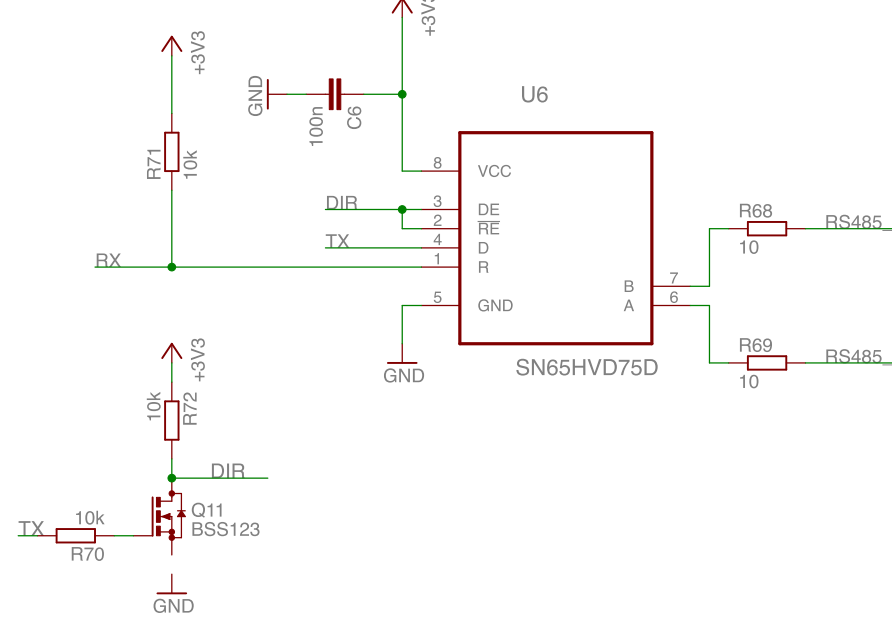 +3V3
+3V3
GND
100n
C6
U6
R71
10k
8
VCC
DIR
3
DE
2
RE
TX
4
D
RX
1
R
5
GND
GND
B
7
A
6
R68
10
RS485_
R69
10
RS485_
SN65HVD75D
+3V3
10k
R72
DIR
TX
10k
R70
Q11
BSS123
GND